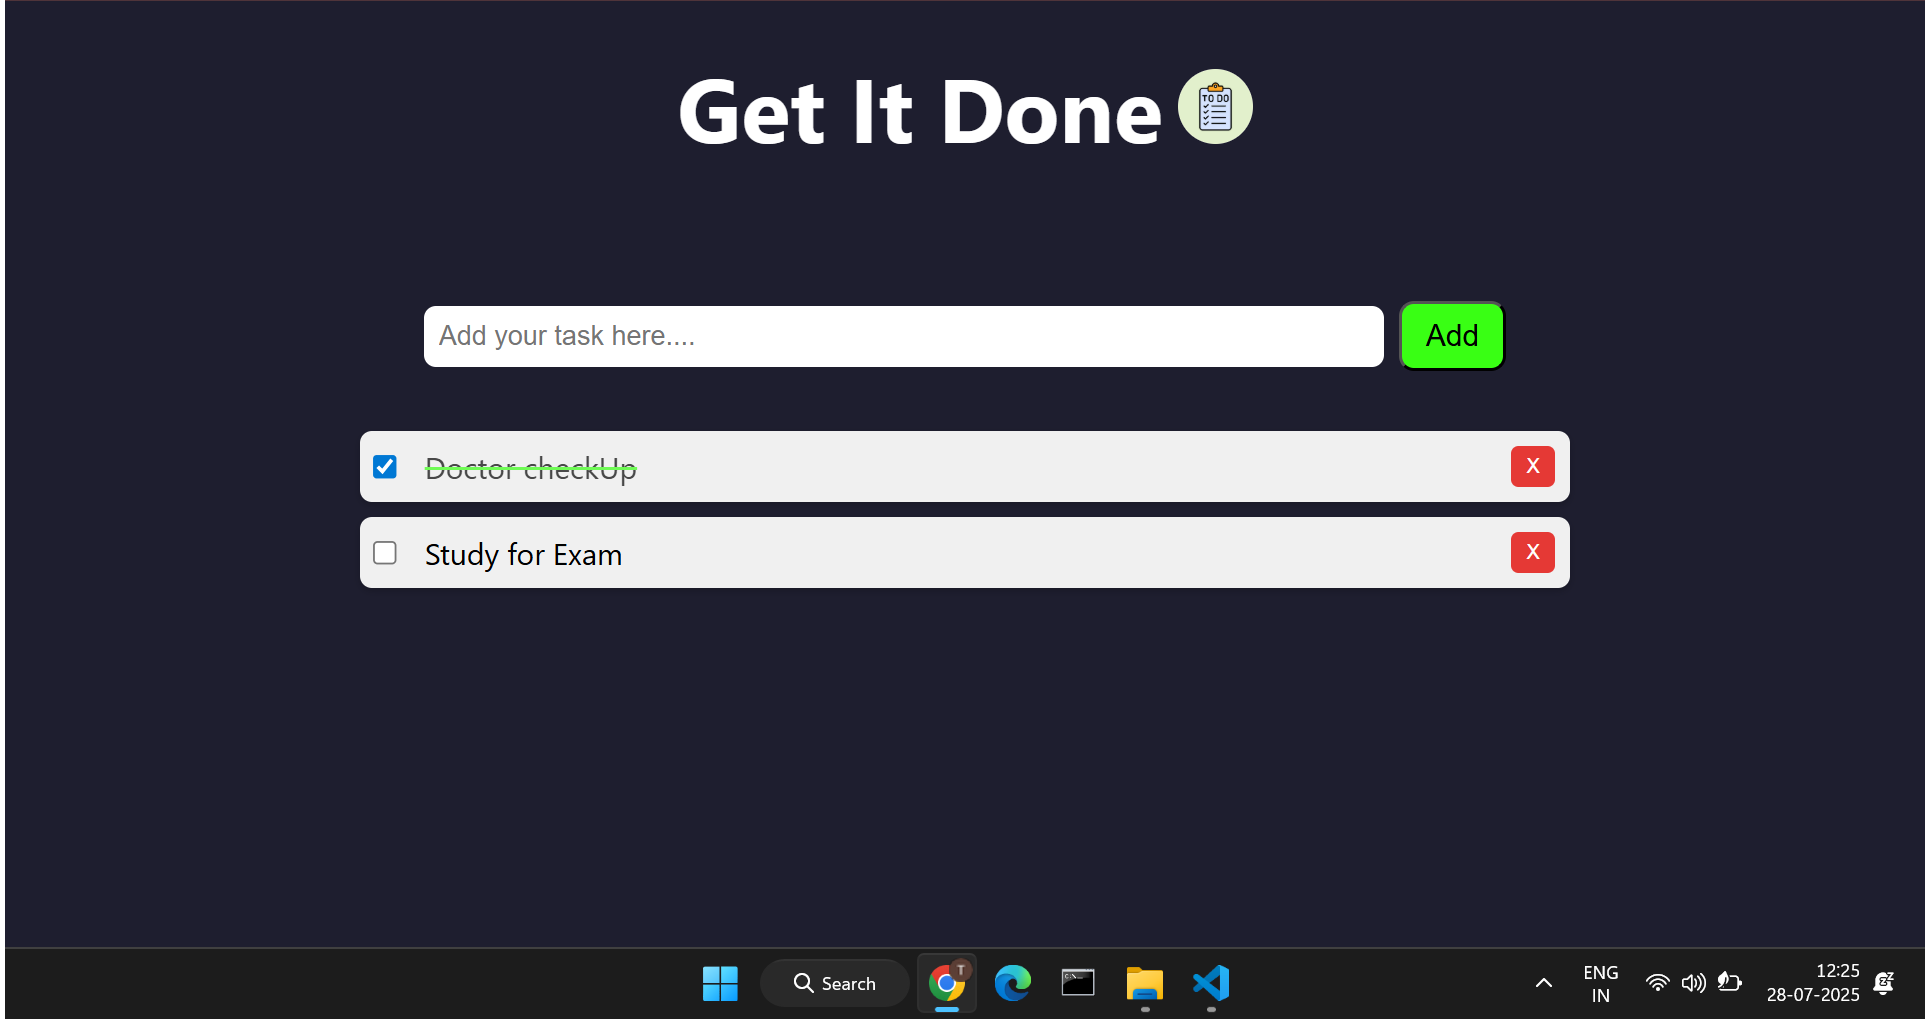 Get It Done
TO DO
Add your task here....
Add
Doctor checkUp
X
Study for Exam
X
Search
T
C:\
ENG
IN
12:25
28-07-2025